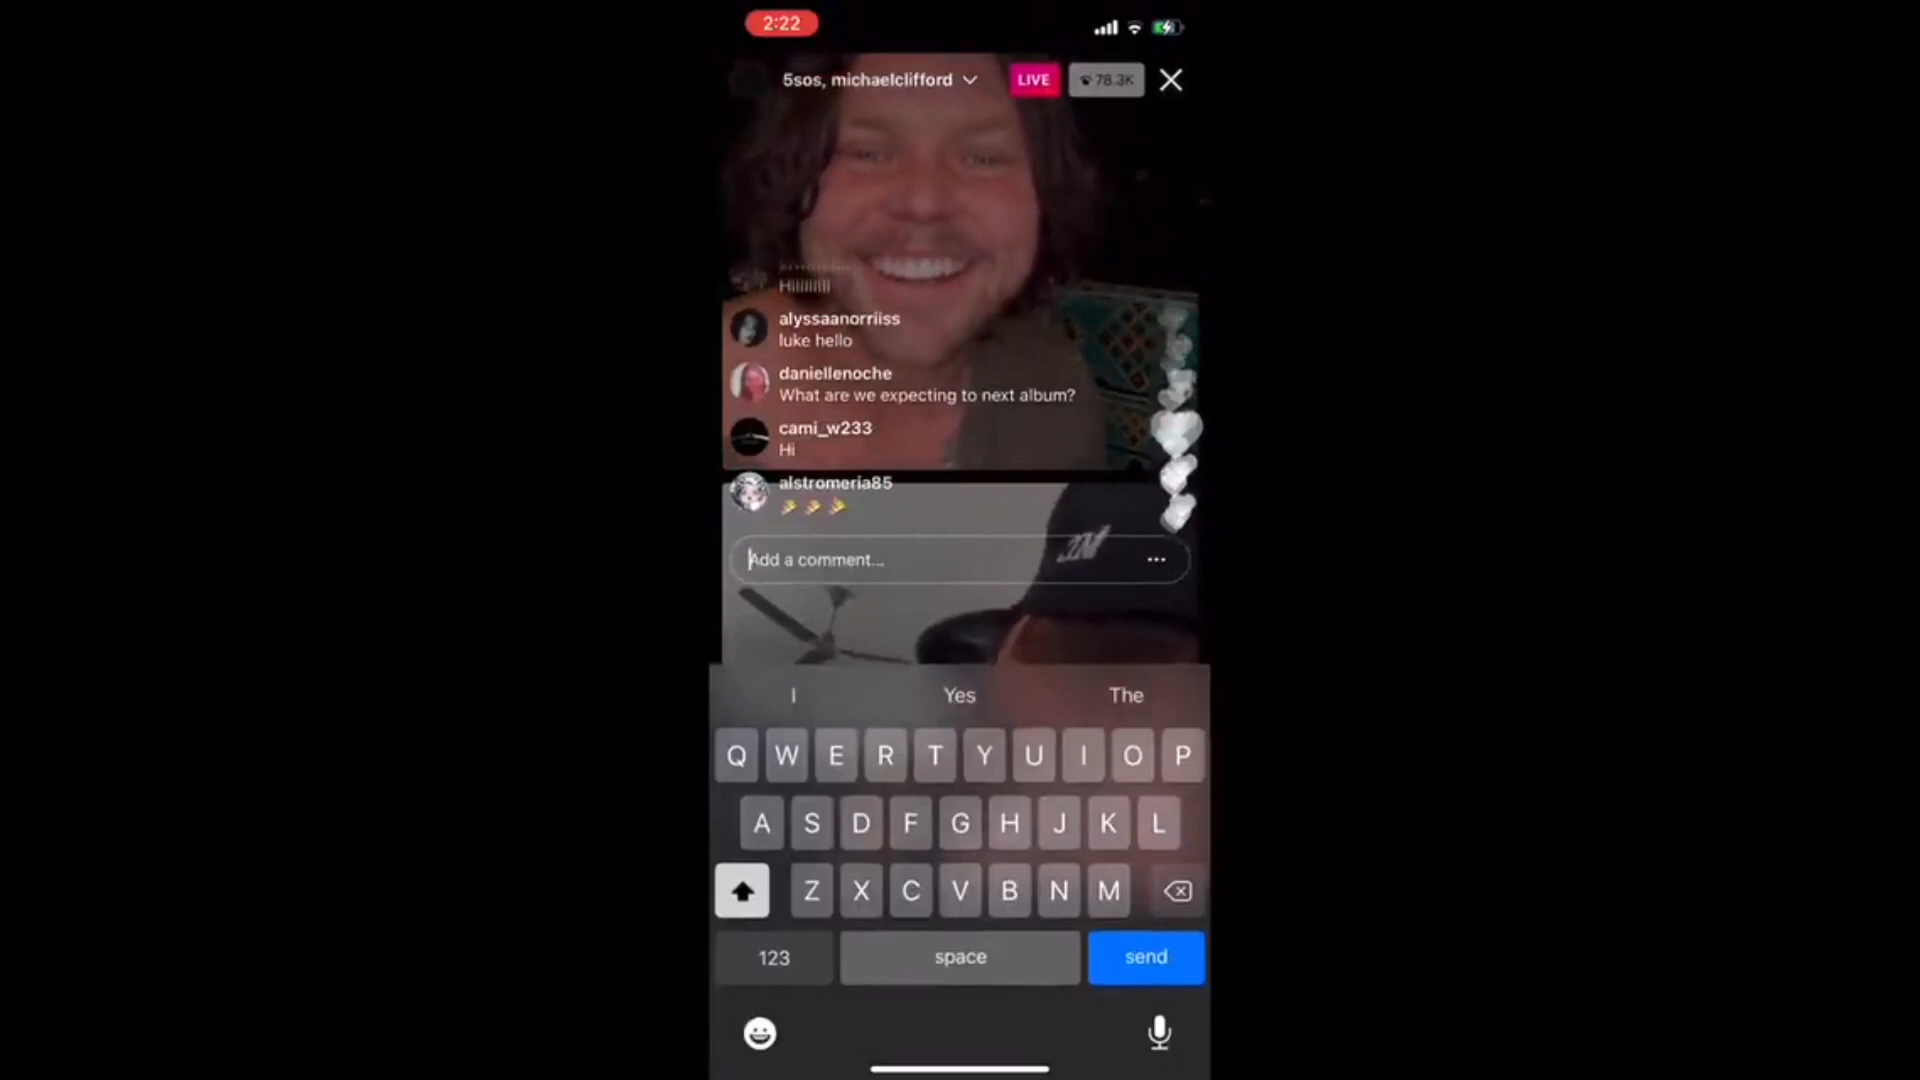 2:22
5sos, michaelclifford
LIVE
78.3K
alyssaanorriiss
luke hello
daniellenoche
What are we expecting to next album?
cami_w233
Hi
alstromeria85
Add a comment...
I
Yes
The
Q W E R T Y U I O P
A S D F G H J K L
Z X C V B N M
123
space
send